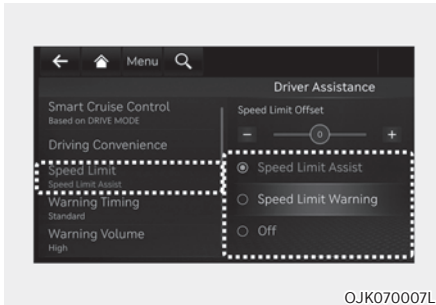 Menu
Driver Assistance
Smart Cruise Control
Based on DRIVE MODE
Driving Convenience
Speed Limit
Speed Limit Assist
Warning Timing
Standard
Warning Volume
High
Speed Limit Offset
− 0 +
Speed Limit Assist
Speed Limit Warning
Off
OJK070007L